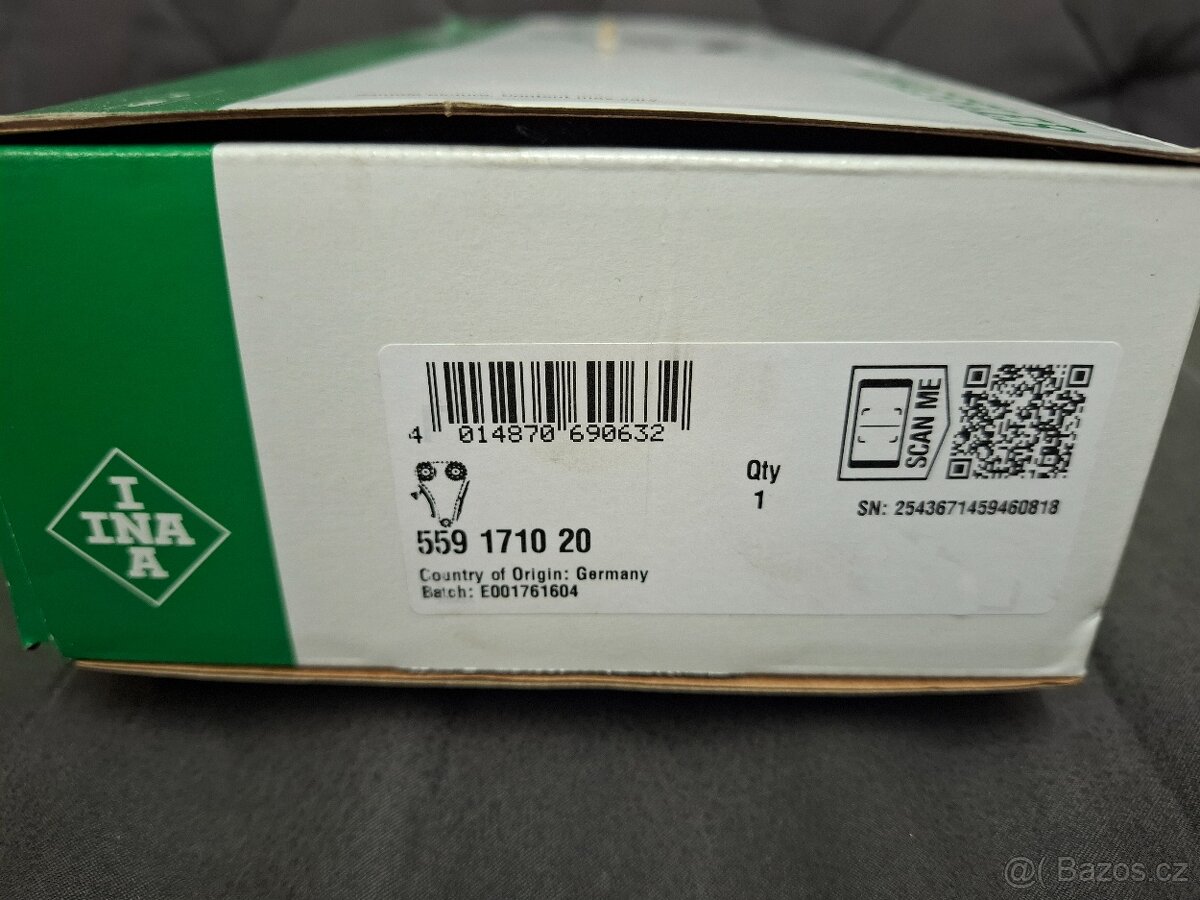 I
INA
A
4 014870 690632
559 1710 20
Country of Origin: Germany
Batch: E001761604
Qty
1
SCAN ME
SN: 2543671459460818
@( Bazos.cz